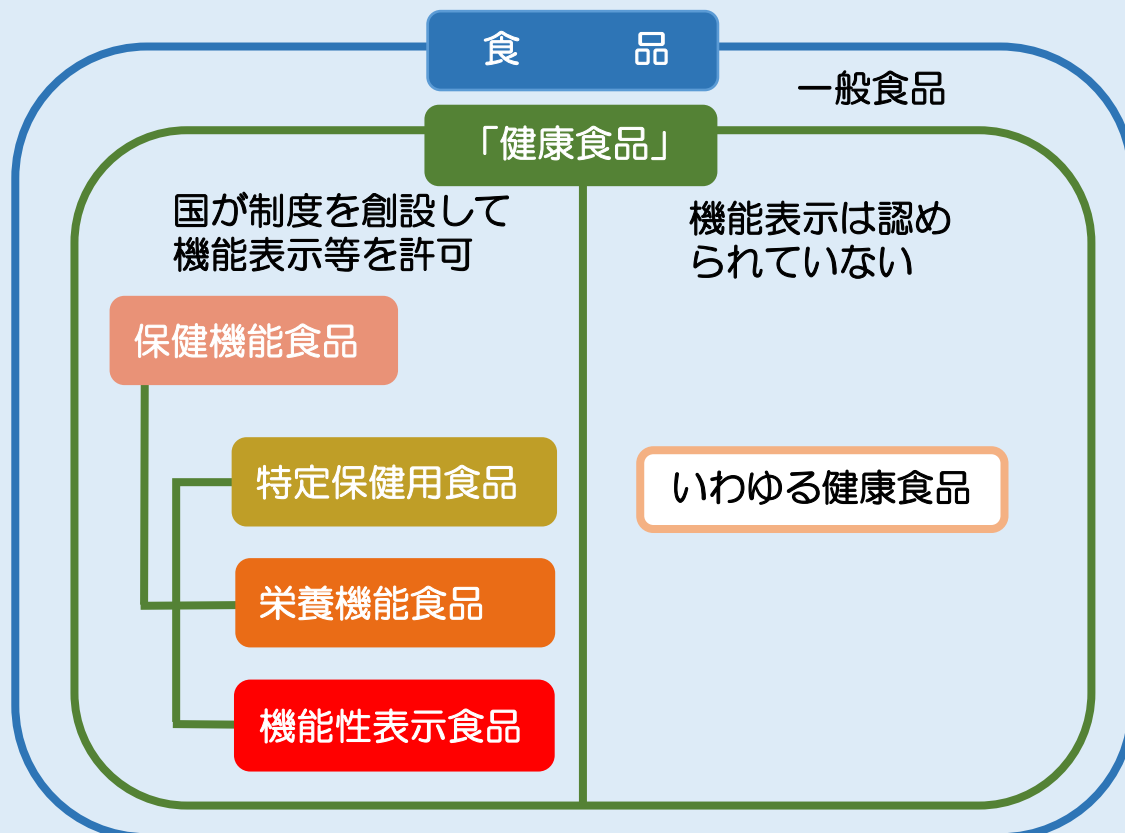 食　　　品
一般食品
「健康食品」
国が制度を創設して
機能表示等を許可
保健機能食品
特定保健用食品
栄養機能食品
機能性表示食品
機能表示は認め
られていない
いわゆる健康食品